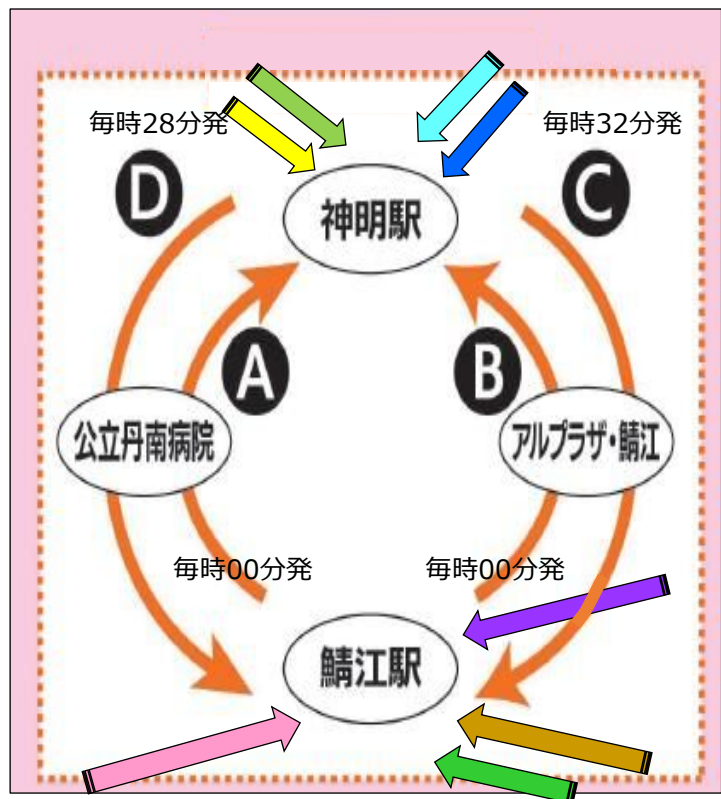 毎時28分発
毎時32分発
D
C
神明駅
A
B
公立丹南病院
アルプラザ・鯖江
毎時00分発
毎時00分発
鯖江駅